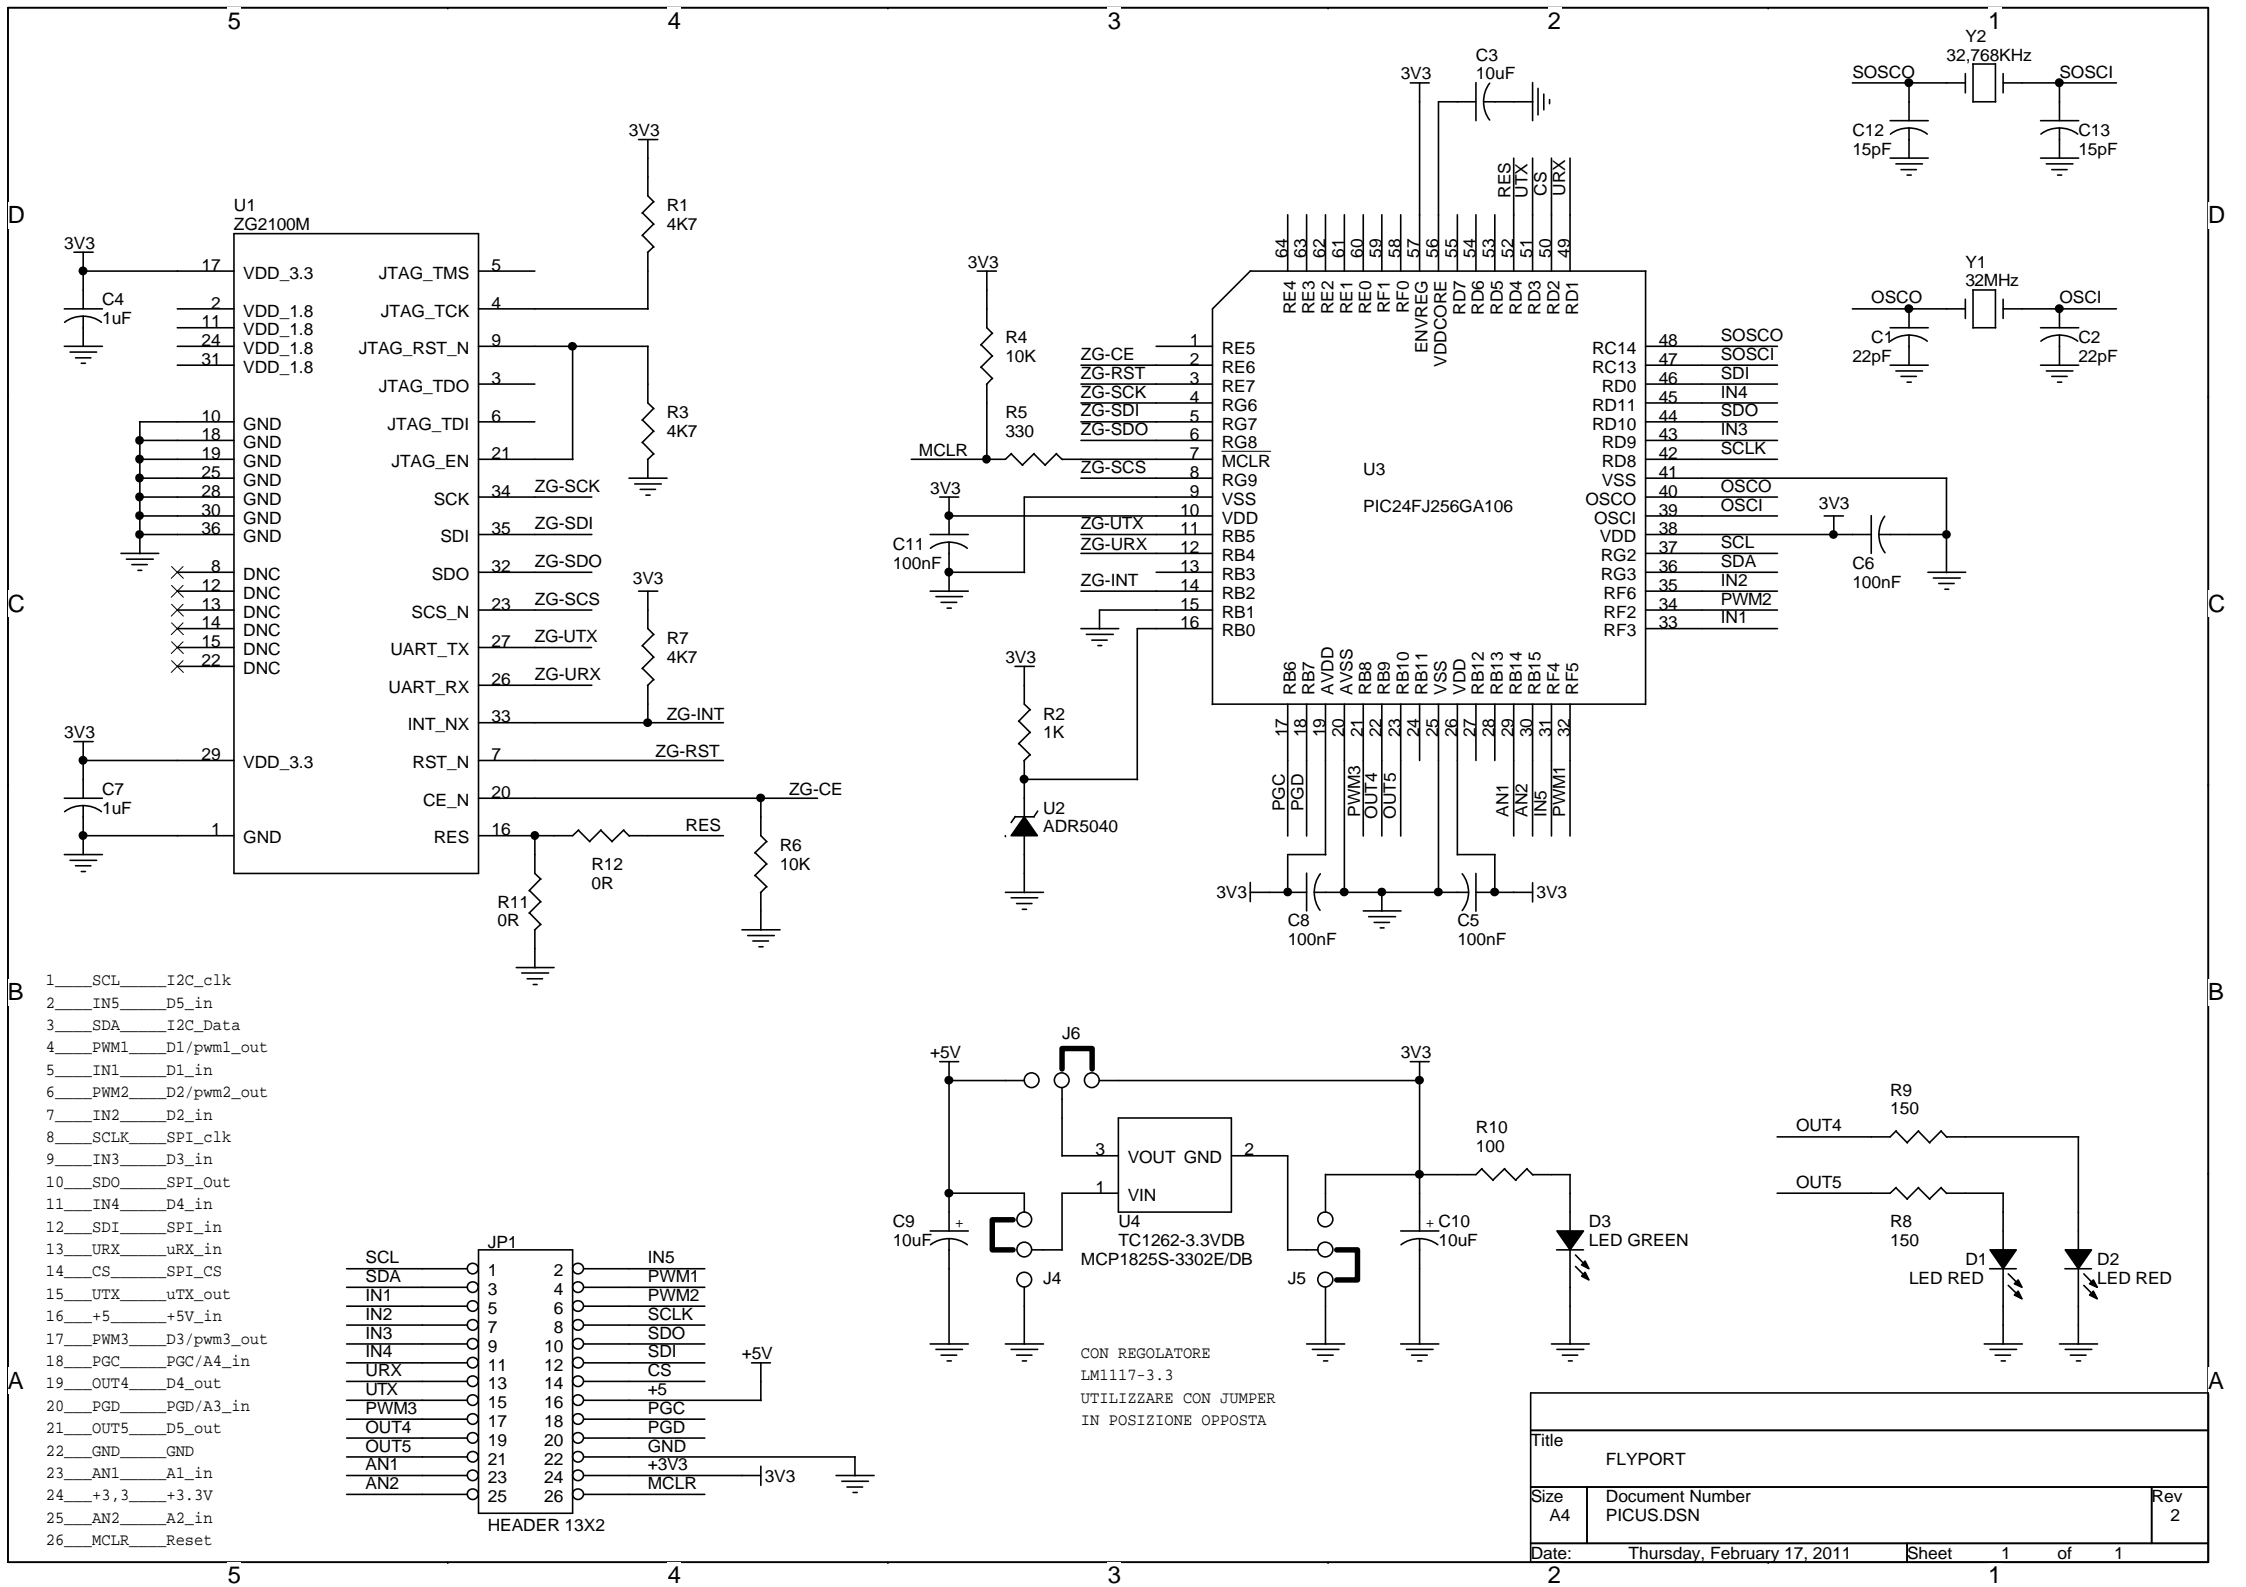 5 4 3 2 1
D
C
B
A
D
C
B
A
5 4 3 2 1
U1
ZG2100M
3V3
C4
1uF
17 VDD_3.3
2 VDD_1.8
11 VDD_1.8
24 VDD_1.8
31 VDD_1.8
10 GND
18 GND
19 GND
25 GND
28 GND
30 GND
36 GND
8 DNC
12 DNC
13 DNC
14 DNC
15 DNC
22 DNC
3V3
29 VDD_3.3
C7
1uF
1 GND
JTAG_TMS 5
JTAG_TCK 4
JTAG_RST_N 9
JTAG_TDO 3
JTAG_TDI 6
JTAG_EN 21
SCK 34 ZG-SCK
SDI 35 ZG-SDI
SDO 32 ZG-SDO
SCS_N 23 ZG-SCS
UART_TX 27 ZG-UTX
UART_RX 26 ZG-URX
INT_NX 33 ZG-INT
RST_N 7 ZG-RST
CE_N 20 ZG-CE
RES 16 RES
3V3
R1
4K7
R3
4K7
3V3
R7
4K7
R12
0R
R11
0R
R6
10K
3V3
R4
10K
R5
330
MCLR
3V3
C11
100nF
3V3
R2
1K
U2
ADR5040
3V3
C3
10uF
RES
UTX
CS
URX
64 63 62 61 60 59 58 57 56 55 54 53 52 51 50 49
RE4 RE3 RE2 RE1 RE0 RF1 RF0 ENVREG VDDCORE RD7 RD6 RD5 RD4 RD3 RD2 RD1
1 RE5
ZG-CE 2 RE6
ZG-RST 3 RE7
ZG-SCK 4 RG6
ZG-SDI 5 RG7
ZG-SDO 6 RG8
7 MCLR
ZG-SCS 8 RG9
9 VSS
10 VDD
ZG-UTX 11 RB5
ZG-URX 12 RB4
13 RB3
ZG-INT 14 RB2
15 RB1
16 RB0
U3
PIC24FJ256GA106
RC14 48 SOSCO
RC13 47 SOSCI
RD0 46 SDI
RD11 45 IN4
RD10 44 SDO
RD9 43 IN3
RD8 42 SCLK
VSS 41
OSCO 40 OSCO
OSCI 39 OSCI
VDD 38
RG2 37 SCL
RG3 36 SDA
RF6 35 IN2
RF2 34 PWM2
RF3 33 IN1
RB6 RB7 AVDD AVSS RB8 RB9 RB10 RB11 VSS VDD RB12 RB13 RB14 RB15 RF4 RF5
17 18 19 20 21 22 23 24 25 26 27 28 29 30 31 32
PGC
PGD
PWM3
OUT4
OUT5
AN1
AN2
IN5
PWM1
3V3
C8
100nF
C5
100nF
3V3
3V3
C6
100nF
Y2
32,768KHz
SOSCO
SOSCI
C12
15pF
C13
15pF
Y1
32MHz
OSCO
OSCI
C1
22pF
C2
22pF
1____SCL_____I2C_clk
2____IN5_____D5_in
3____SDA_____I2C_Data
4____PWM1____D1/pwm1_out
5____IN1_____D1_in
6____PWM2____D2/pwm2_out
7____IN2_____D2_in
8____SCLK____SPI_clk
9____IN3_____D3_in
10___SDO_____SPI_Out
11___IN4_____D4_in
12___SDI_____SPI_in
13___URX_____uRX_in
14___CS______SPI_CS
15___UTX_____uTX_out
16___+5______+5V_in
17___PWM3____D3/pwm3_out
18___PGC_____PGC/A4_in
19___OUT4____D4_out
20___PGD_____PGD/A3_in
21___OUT5____D5_out
22___GND_____GND
23___AN1_____A1_in
24___+3,3____+3.3V
25___AN2_____A2_in
26___MCLR____Reset
JP1
SCL 1 2 IN5
SDA 3 4 PWM1
IN1 5 6 PWM2
IN2 7 8 SCLK
IN3 9 10 SDO
IN4 11 12 SDI
URX 13 14 CS
UTX 15 16 +5
PWM3 17 18 PGC
OUT4 19 20 PGD
OUT5 21 22 GND
AN1 23 24 +3V3
AN2 25 26 MCLR
+5V
3V3
HEADER 13X2
+5V
J6
3V3
3 VOUT GND 2
1 VIN
U4
TC1262-3.3VDB
MCP1825S-3302E/DB
C9
10uF
+
J4
J5
+
C10
10uF
R10
100
D3
LED GREEN
CON REGOLATORE
LM1117-3.3
UTILIZZARE CON JUMPER
IN POSIZIONE OPPOSTA
OUT4
R9
150
OUT5
R8
150
D1
LED RED
D2
LED RED
Title
FLYPORT
Size
A4
Document Number
PICUS.DSN
Rev
2
Date: Thursday, February 17, 2011 Sheet 1 of 1